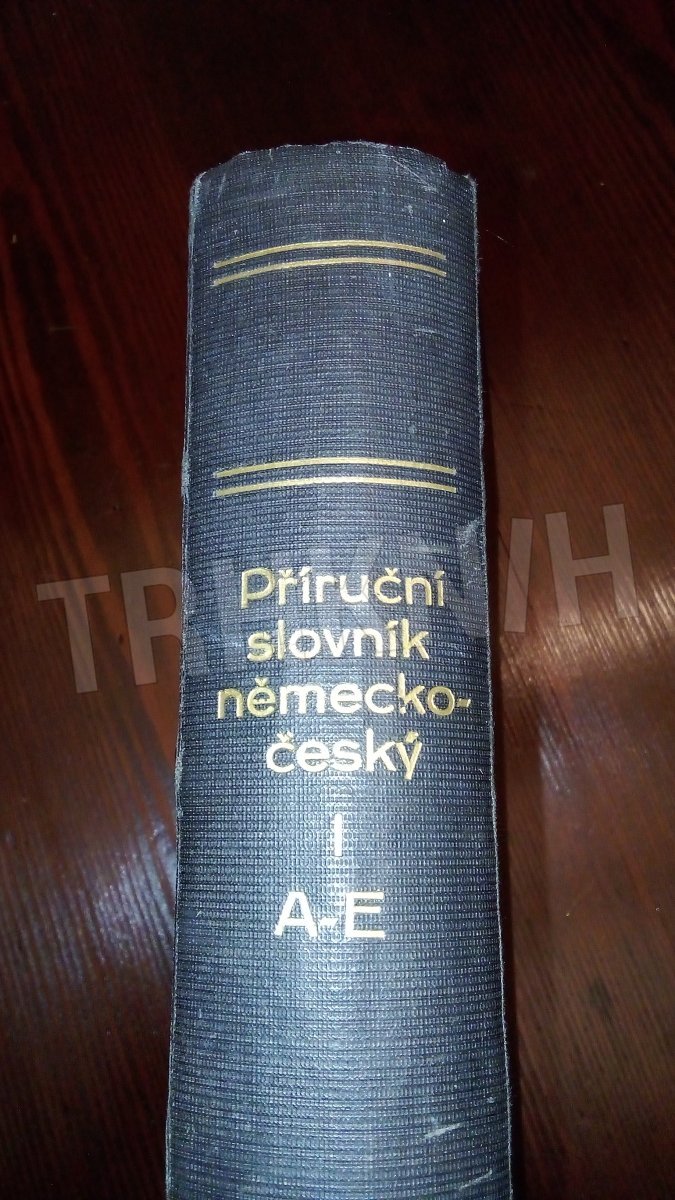 Příruční
slovník
německo-
český
I
A-E